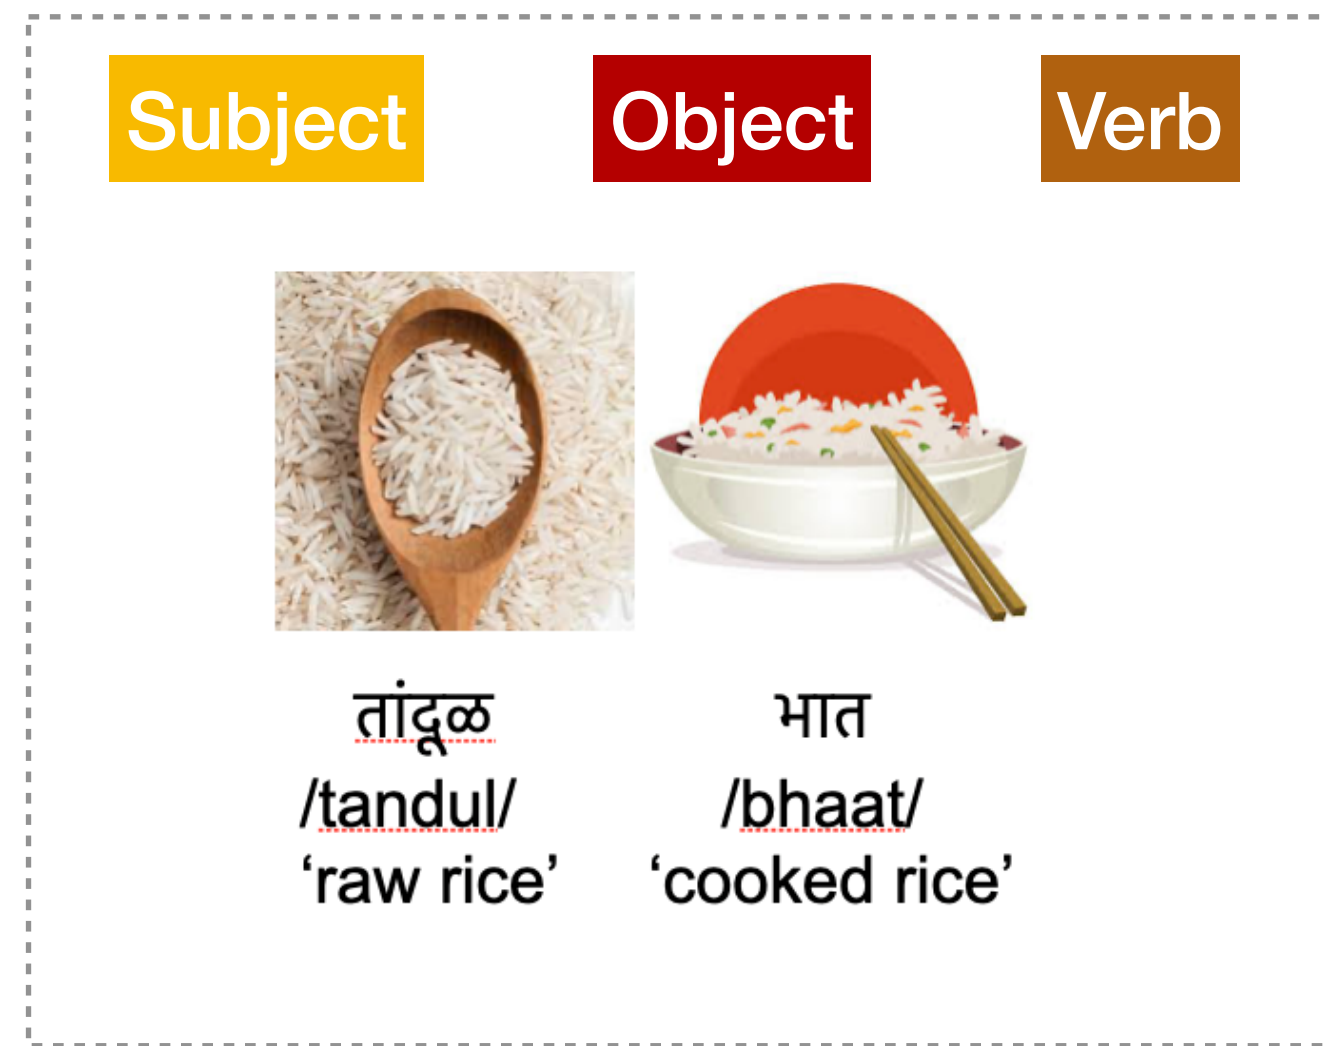 Subject Object Verb
तांदूळ भात
/tandul/ /bhaat/
‘raw rice’ ‘cooked rice’